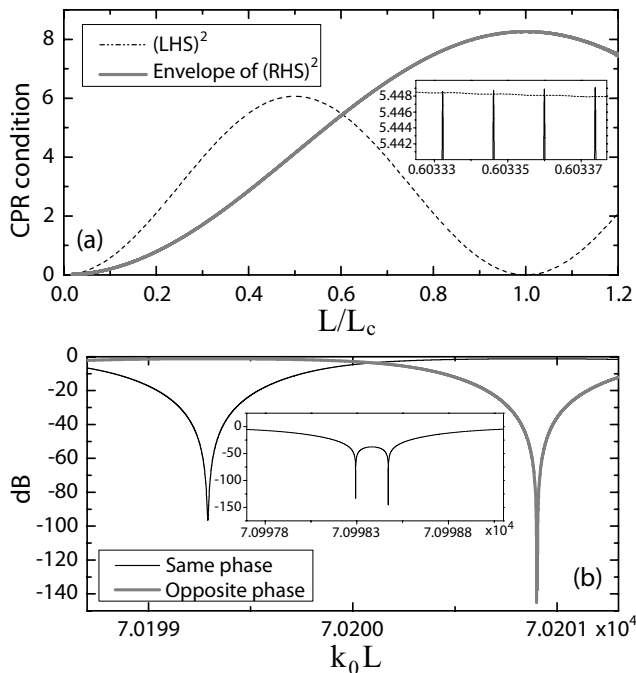 CPR condition
8
6
4
2
0
(LHS)²
Envelope of (RHS)²
5.448
5.446
5.444
5.442
0.60333 0.60335 0.60337
(a)
0.0 0.2 0.4 0.6 0.8 1.0 1.2
L/L_c
dB
0
-20
-40
-60
-80
-100
-120
-140
0
-50
-100
-150
7.09978 7.09983 7.09988 ×10⁴
Same phase
Opposite phase
(b)
7.0199 7.0200 7.0201 ×10⁴
k₀L